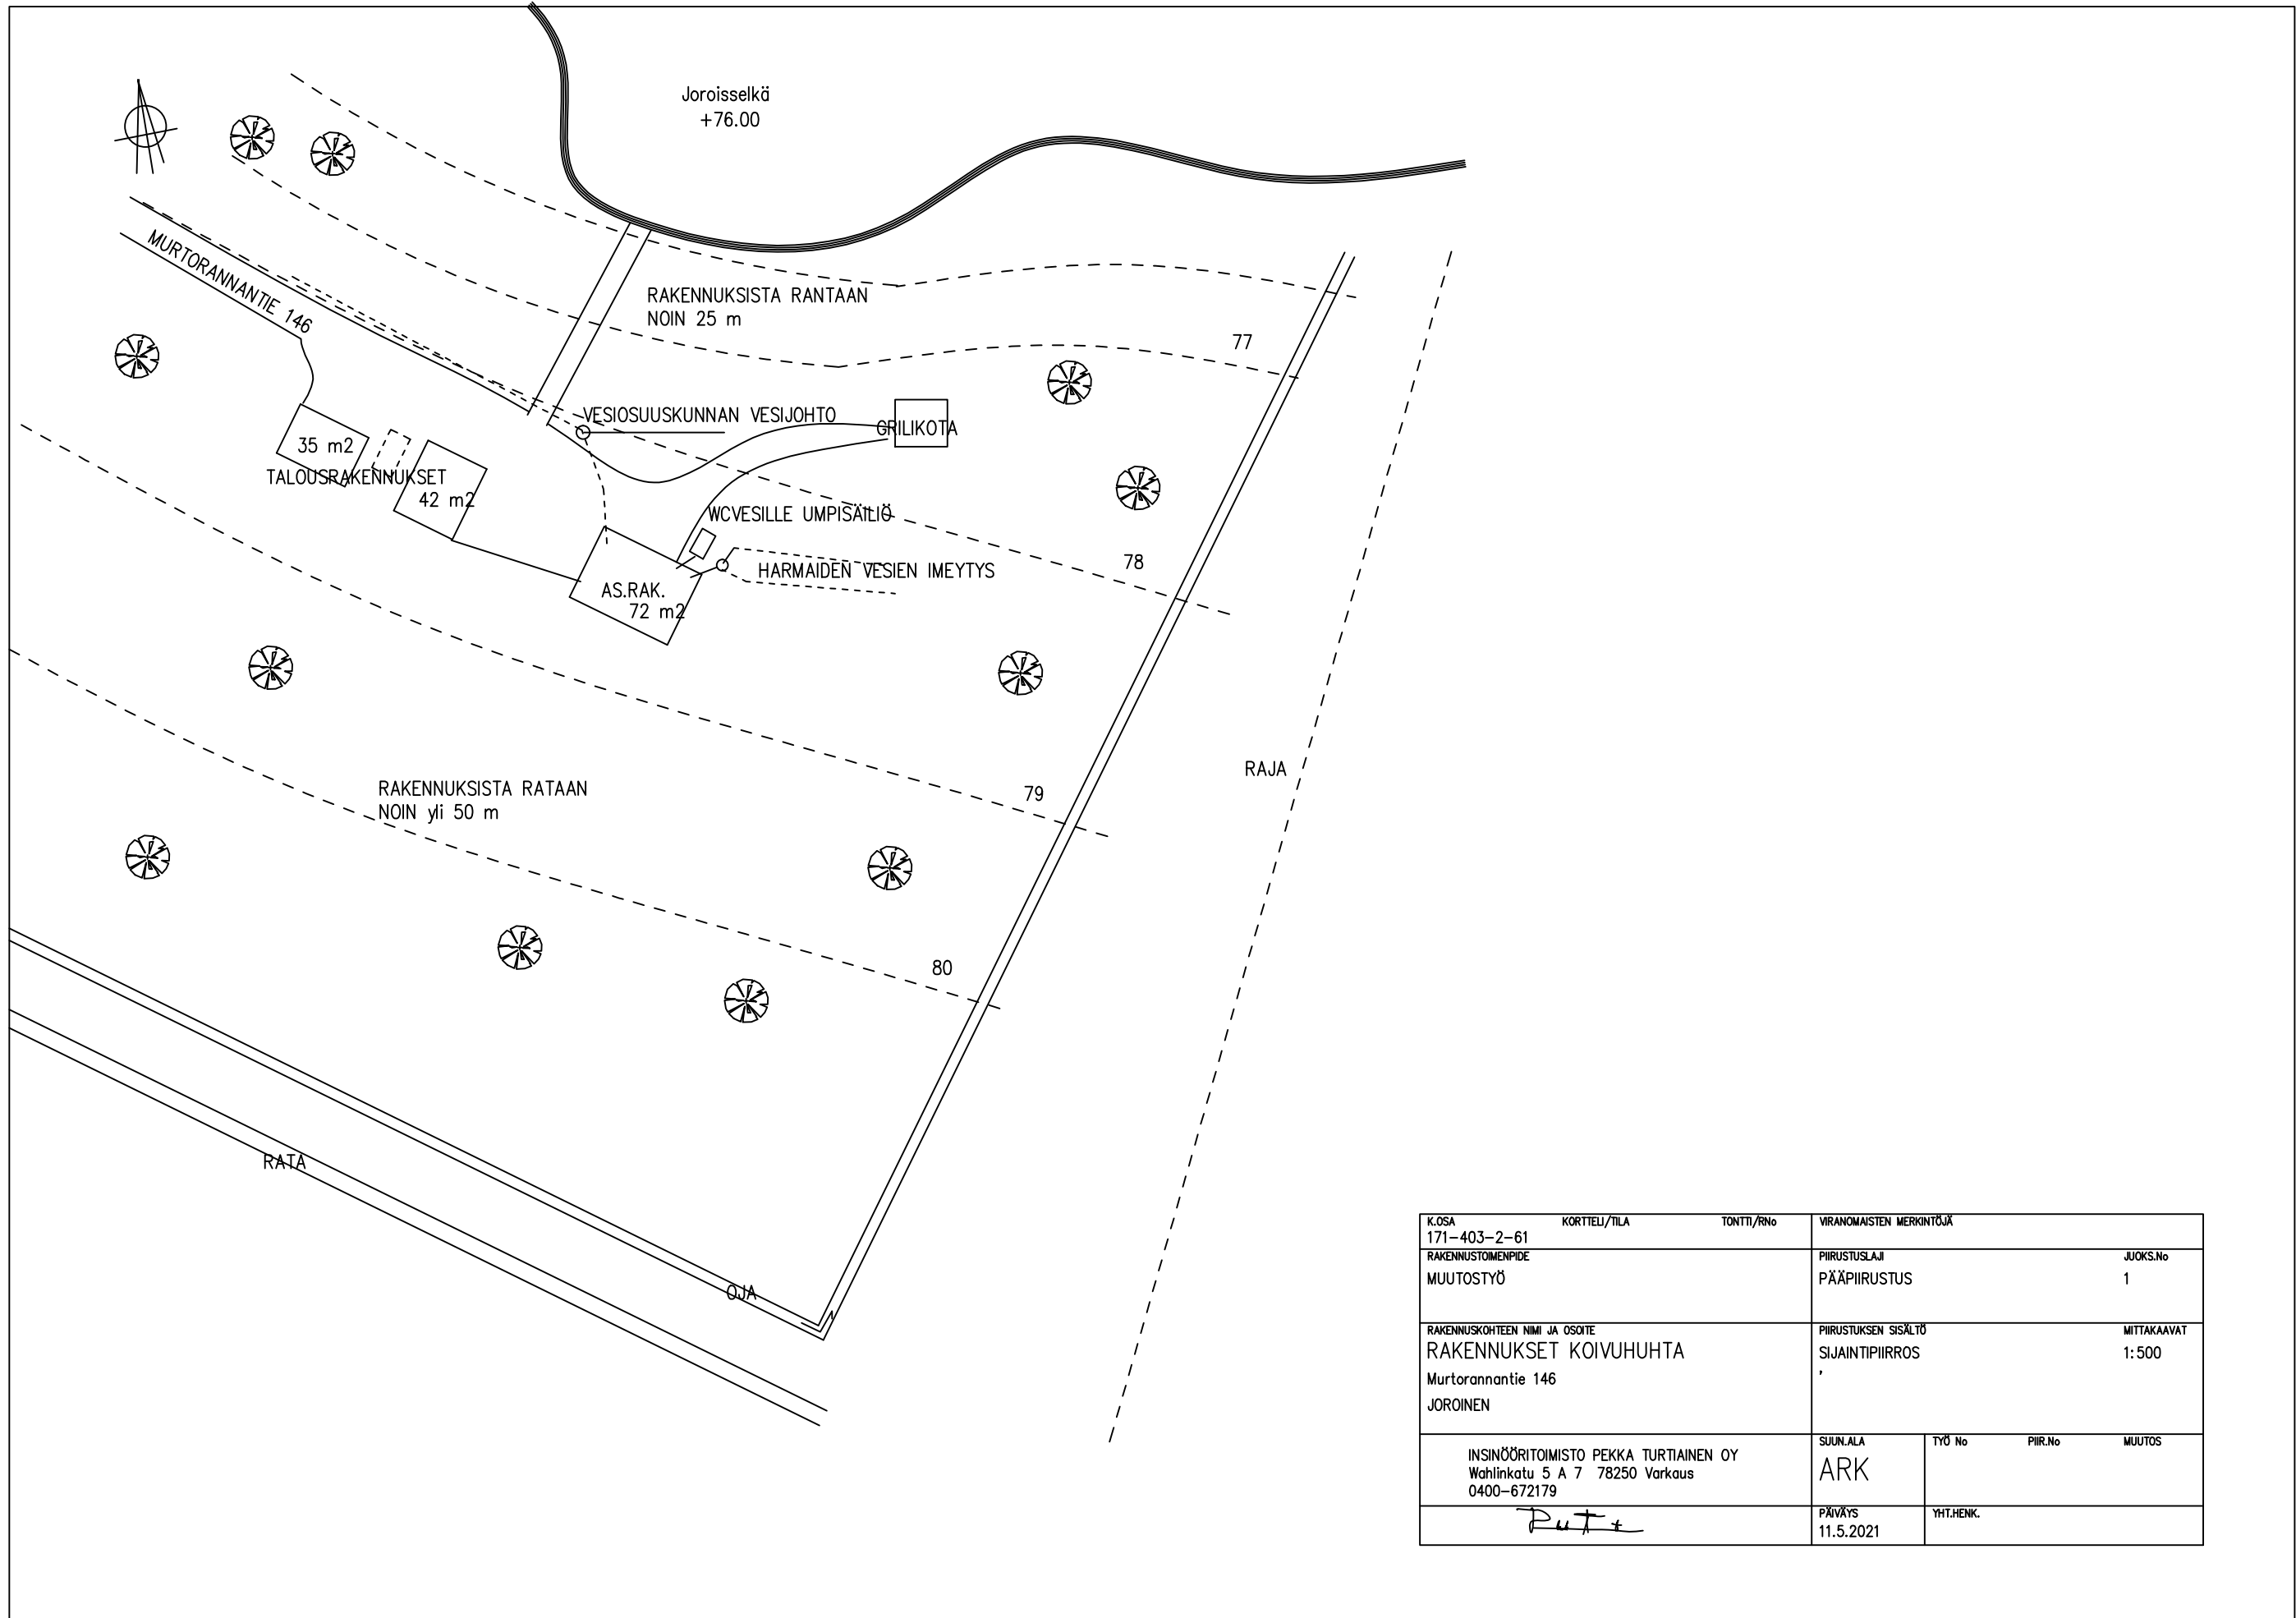 Joroisselkä
+76.00
MURTORANNANTIE 146
RAKENNUKSISTA RANTAAN
NOIN 25 m
77
VESIOSUUSKUNNAN VESIJOHTO
GRILIKOTA
35 m2
TALOUSRAKENNUKSET
42 m2
WCVESILLE UMPISÄILIÖ
78
HARMAIDEN VESIEN IMEYTYS
AS.RAK.
72 m2
RAJA
79
RAKENNUKSISTA RATAAN
NOIN yli 50 m
80
RATA
OJA
K.OSA KORTTELI/TILA TONTTI/RNo VIRANOMAISTEN MERKINTÖJÄ
171-403-2-61
RAKENNUSTOIMENPIDE PIIRUSTUSLAJI JUOKS.No
MUUTOSTYÖ PÄÄPIIRUSTUS 1
RAKENNUSKOHTEEN NIMI JA OSOITE PIIRUSTUKSEN SISÄLTÖ MITTAKAAVAT
RAKENNUKSET KOIVUHUHTA SIJAINTIPIIRROS 1:500
,
Murtorannantie 146
JOROINEN
INSINÖÖRITOIMISTO PEKKA TURTIAINEN OY
Wahlinkatu 5 A 7 78250 Varkaus
0400-672179
SUUN.ALA TYÖ No PIIR.No MUUTOS
ARK
PÄIVÄYS YHT.HENK.
11.5.2021